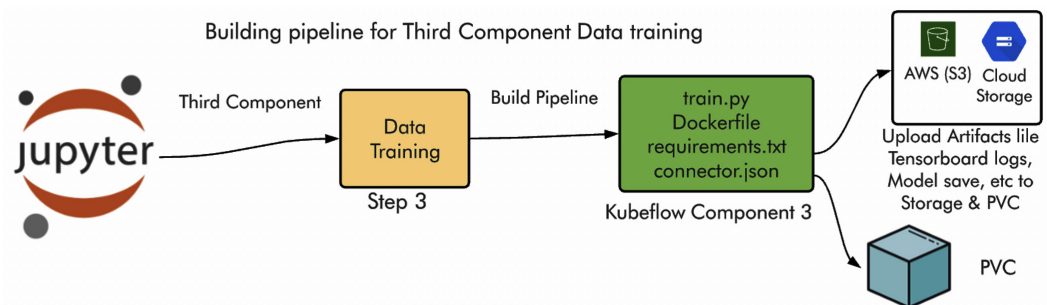 Building pipeline for Third Component Data training
jupyter
Third Component
Data
Training
Step 3
Build Pipeline
train.py
Dockerfile
requirements.txt
connector.json
Kubeflow Component 3
AWS (S3)
Cloud
Storage
Upload Artifacts lile
Tensorboard logs,
Model save, etc to
Storage & PVC
PVC